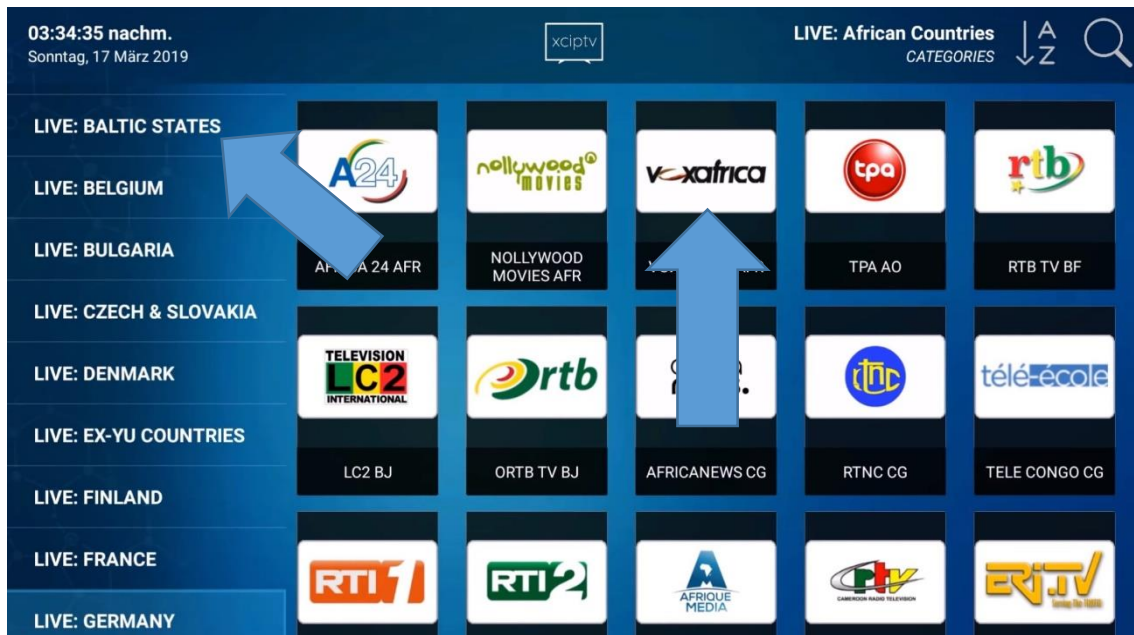 03:34:35 nachm.
Sonntag, 17 März 2019
xciptv
LIVE: African Countries
CATEGORIES
A
Z
LIVE: BALTIC STATES
LIVE: BELGIUM
LIVE: BULGARIA
LIVE: CZECH & SLOVAKIA
LIVE: DENMARK
LIVE: EX-YU COUNTRIES
LIVE: FINLAND
LIVE: FRANCE
LIVE: GERMANY
A24
nollywood
movies
voxafrica
tpa
rtb
24 AFR
NOLLYWOOD
MOVIES AFR
TPA AO
RTB TV BF
TELEVISION
LC2
INTERNATIONAL
ortb
rtnc
télé-école
LC2 BJ
ORTB TV BJ
AFRICANEWS CG
RTNC CG
TELE CONGO CG
RTI 1
RTI 2
AFRIQUE
MEDIA
CRTV
CAMEROON RADIO TELEVISION
ERi.TV